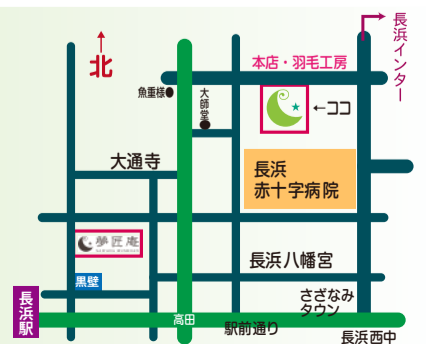 長浜インター
北
本店・羽毛工房
魚重様
大師堂
←ココ
大通寺
長浜
赤十字病院
夢匠庵
長浜八幡宮
黒壁
さざなみ
タウン
長浜駅
高田
駅前通り
長浜西中